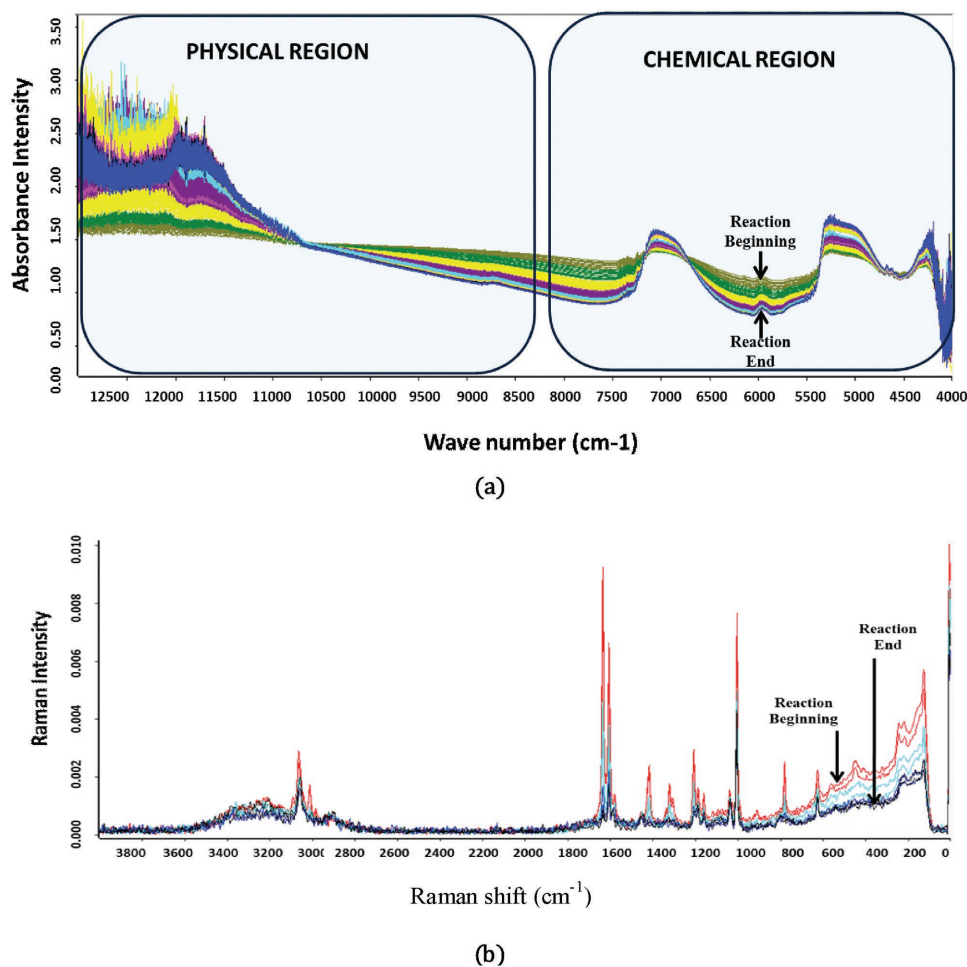 PHYSICAL REGION
CHEMICAL REGION
Absorbance Intensity
3.50
3.00
2.50
2.00
1.50
1.00
0.50
0.00
Reaction
Beginning
Reaction
End
12500 12000 11500 11000 10500 10000 9500 9000 8500 8000 7500 7000 6500 6000 5500 5000 4500 4000
Wave number (cm-1)
(a)
Raman Intensity
0.010
0.008
0.006
0.004
0.002
0.000
Reaction
End
Reaction
Beginning
3800 3600 3200 2800 2400 2000 1800 1600 1400 1200 1000 800 600 400 200 0
Raman shift (cm⁻¹)
(b)